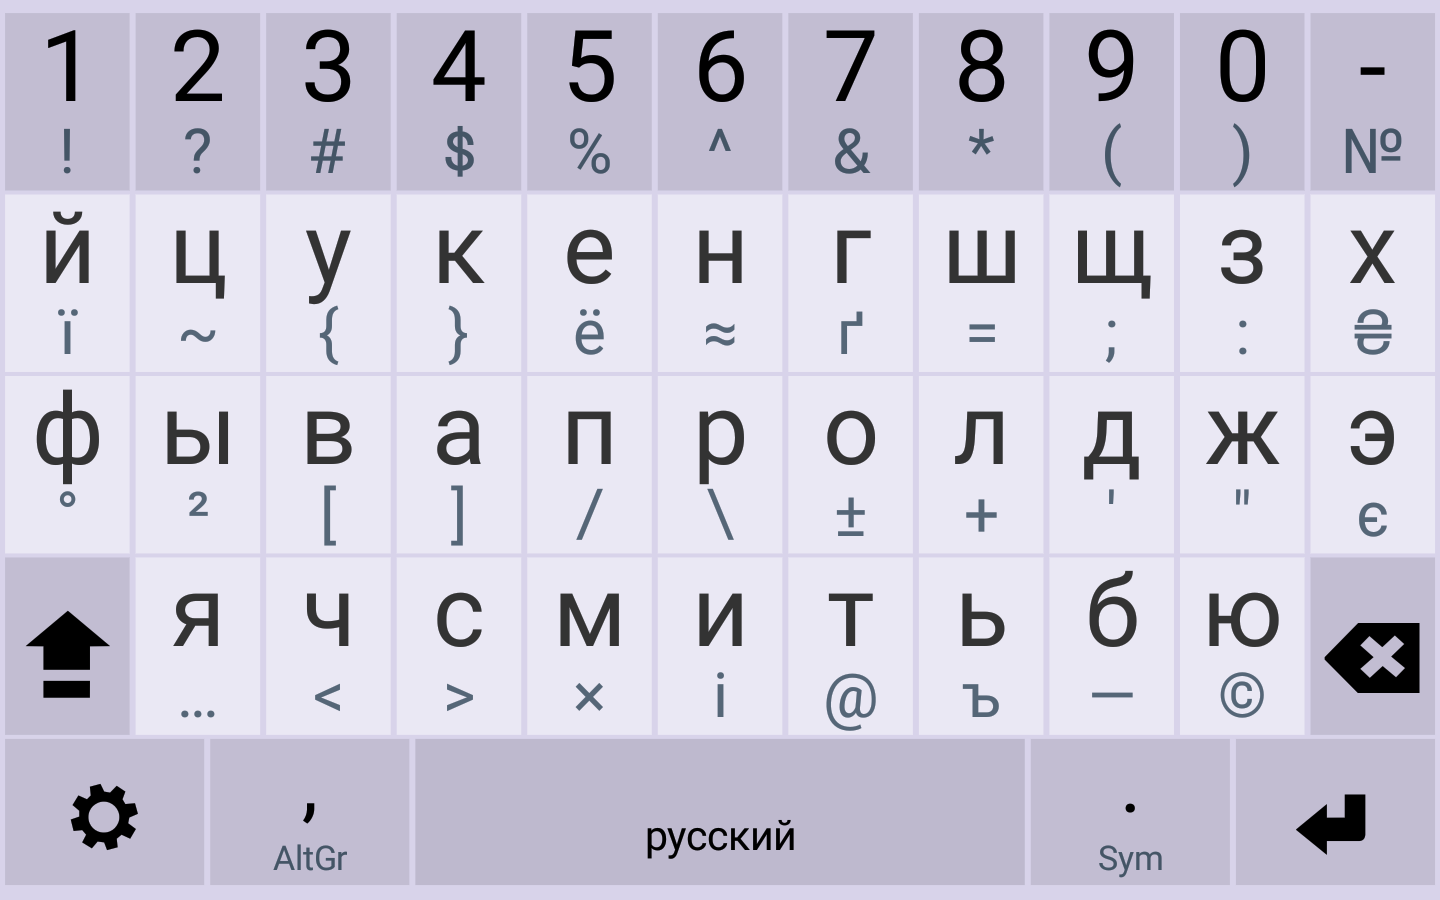 1 2 3 4 5 6 7 8 9 0 -
! ? # $ % ^ & * ( ) №
й ц у к е н г ш щ з х
ї ~ { } ё ≈ ґ = ; : ₴
ф ы в а п р о л д ж э
° ² [ ] / \ ± + ' " є
я ч с м и т ь б ю
… < > × і @ ъ — ©
, .
русский
AltGr Sym